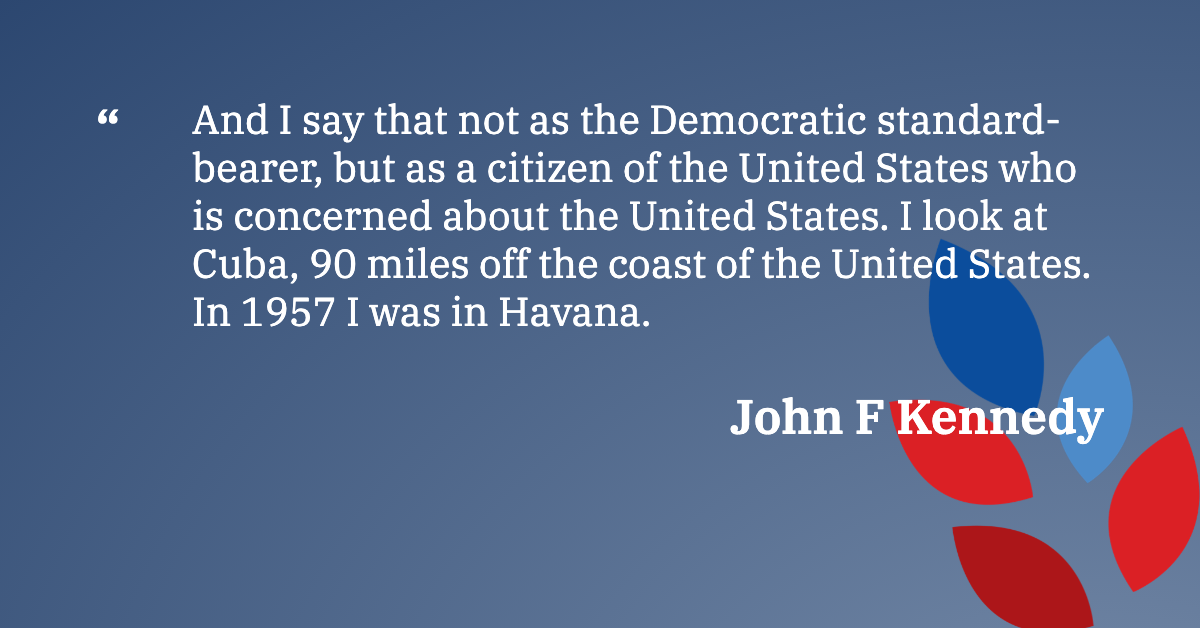 “ And I say that not as the Democratic standard-
bearer, but as a citizen of the United States who
is concerned about the United States. I look at
Cuba, 90 miles off the coast of the United States.
In 1957 I was in Havana.
John F Kennedy